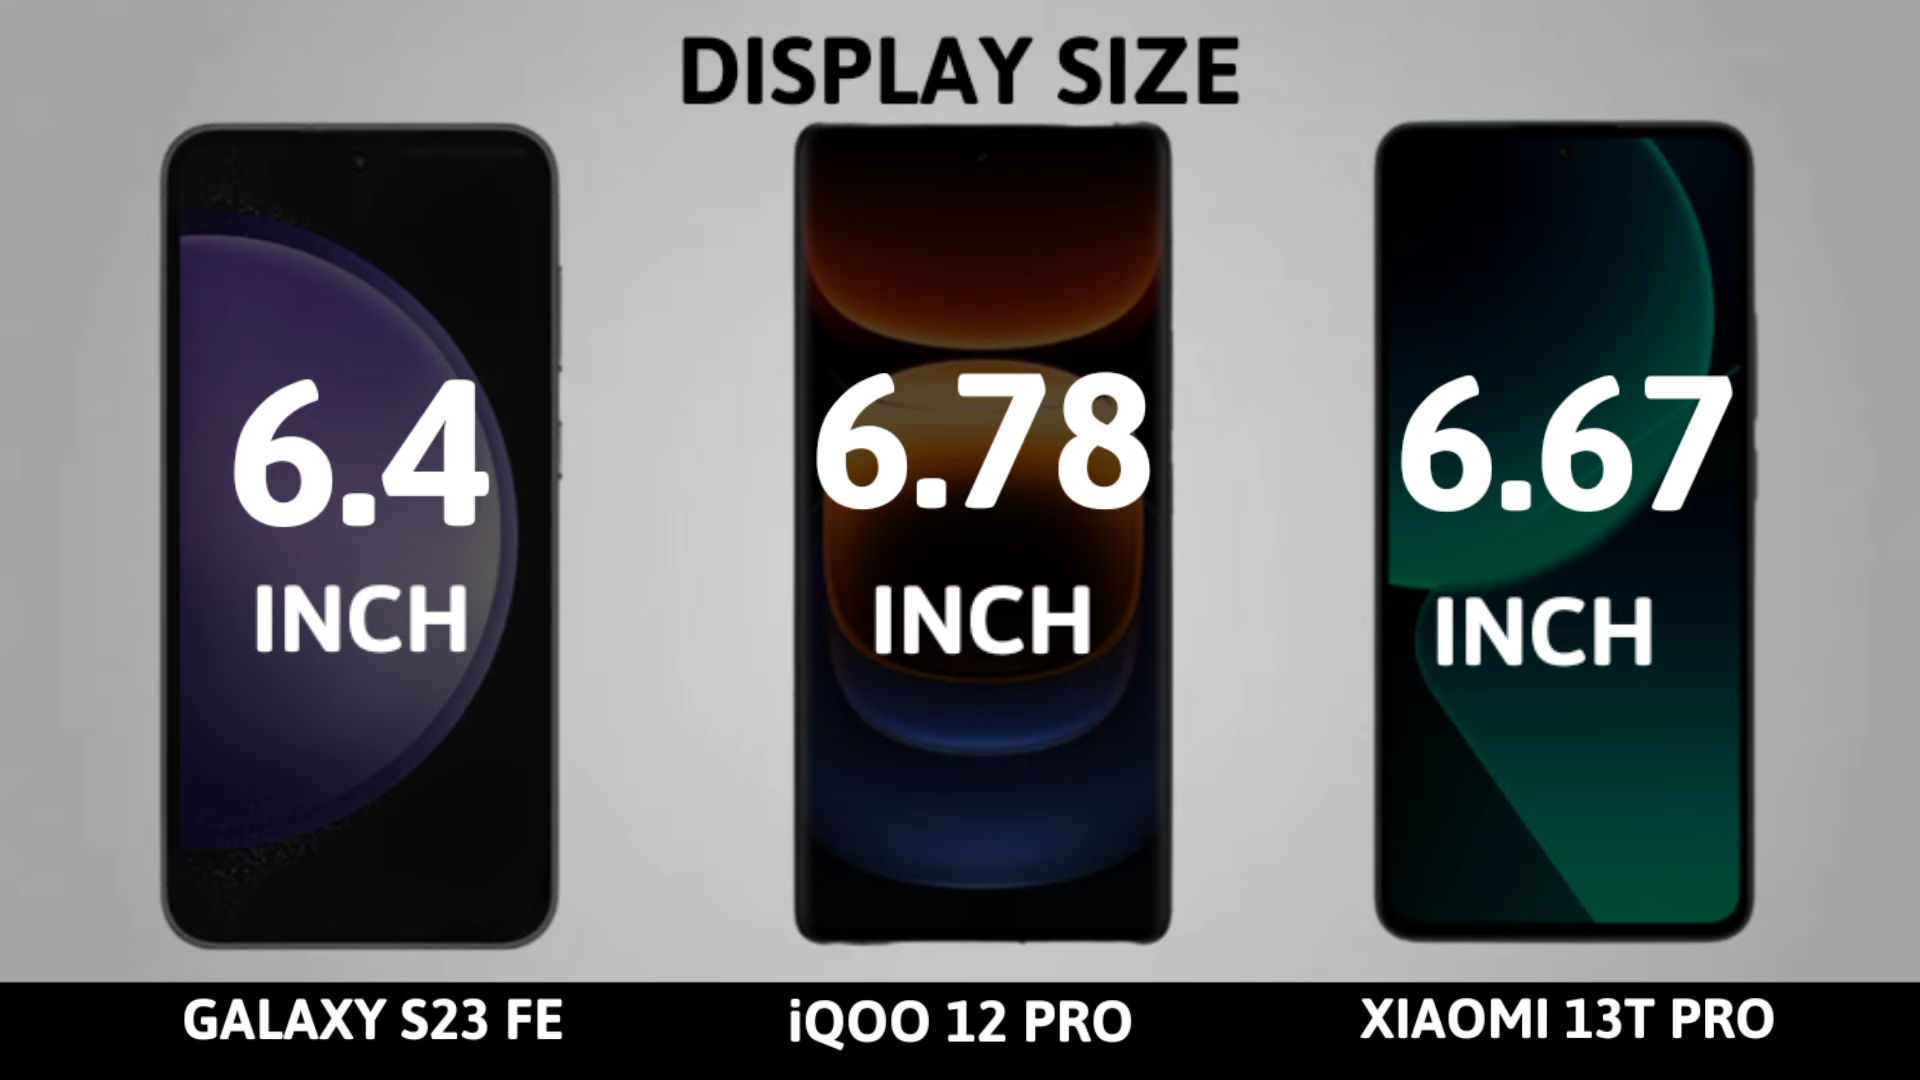 DISPLAY SIZE
6.4
INCH
6.78
INCH
6.67
INCH
GALAXY S23 FE
iQOO 12 PRO
XIAOMI 13T PRO